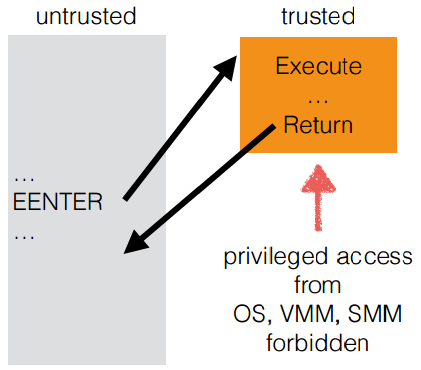 untrusted
trusted
Execute
…
Return
…
EENTER
…
privileged access
from
OS, VMM, SMM
forbidden